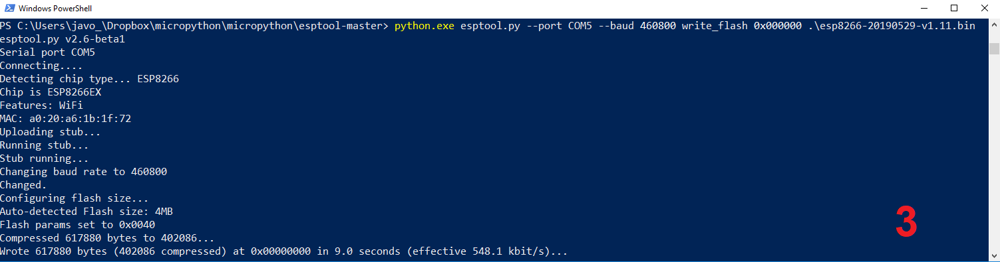 Windows PowerShell
PS C:\Users\javo_\Dropbox\micropython\micropython\esptool-master> python.exe esptool.py --port COM5 --baud 460800 write_flash 0x000000 .\esp8266-20190529-v1.11.bin
esptool.py v2.6-beta1
Serial port COM5
Connecting....
Detecting chip type... ESP8266
Chip is ESP8266EX
Features: WiFi
MAC: a0:20:a6:1b:1f:72
Uploading stub...
Running stub...
Stub running...
Changing baud rate to 460800
Changed.
Configuring flash size...
Auto-detected Flash size: 4MB
Flash params set to 0x0040
Compressed 617880 bytes to 402086...
Wrote 617880 bytes (402086 compressed) at 0x00000000 in 9.0 seconds (effective 548.1 kbit/s)...
3